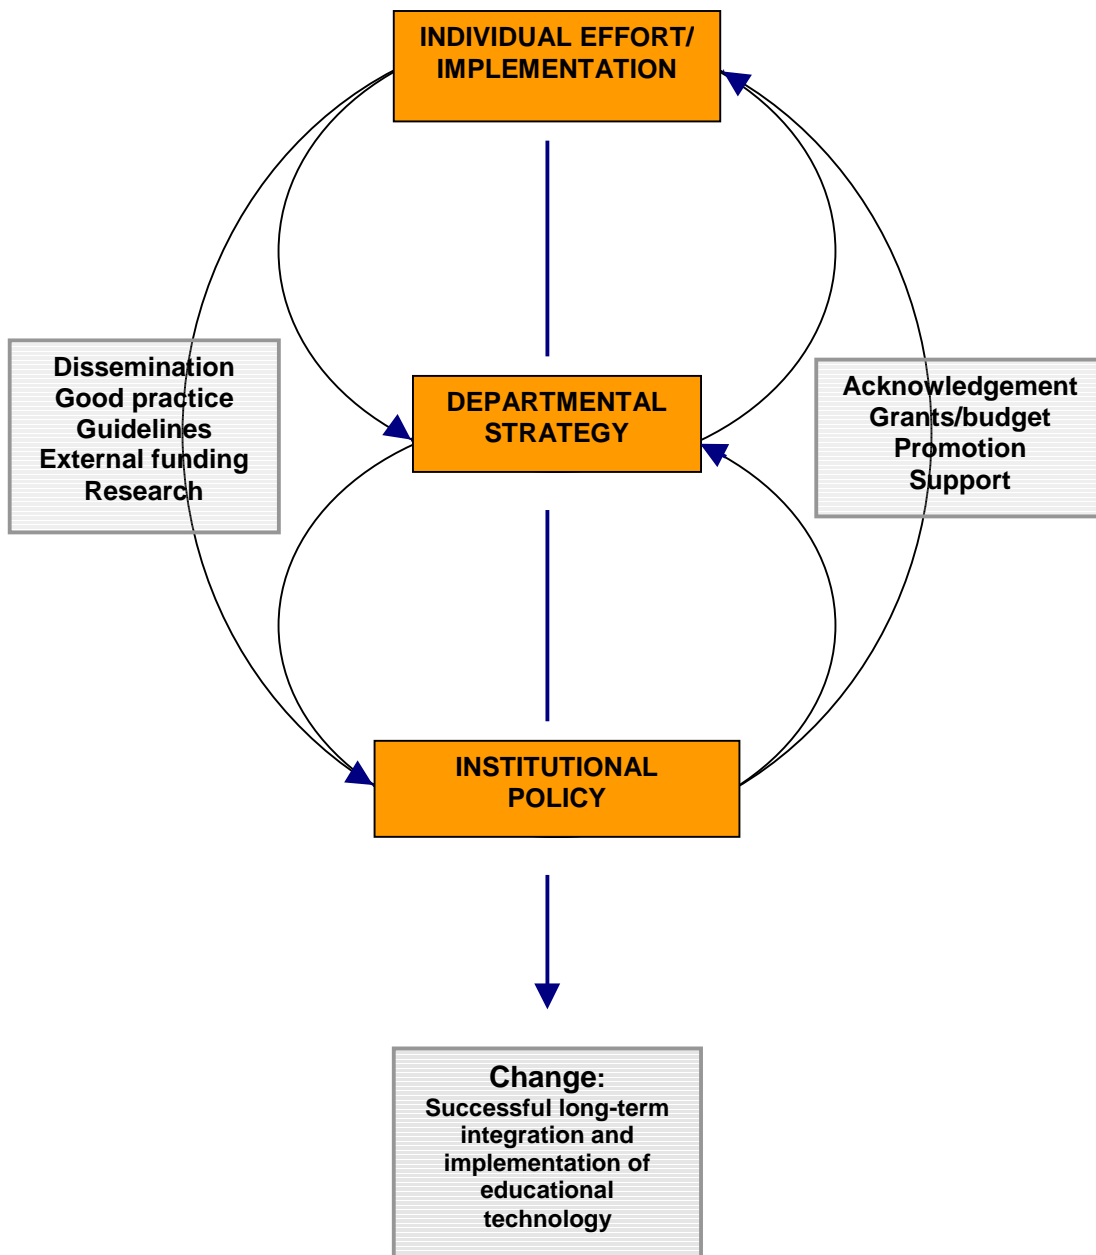 INDIVIDUAL EFFORT/
IMPLEMENTATION
Dissemination
Good practice
Guidelines
External funding
Research
DEPARTMENTAL
STRATEGY
Acknowledgement
Grants/budget
Promotion
Support
INSTITUTIONAL
POLICY
Change:
Successful long-term
integration and
implementation of
educational
technology